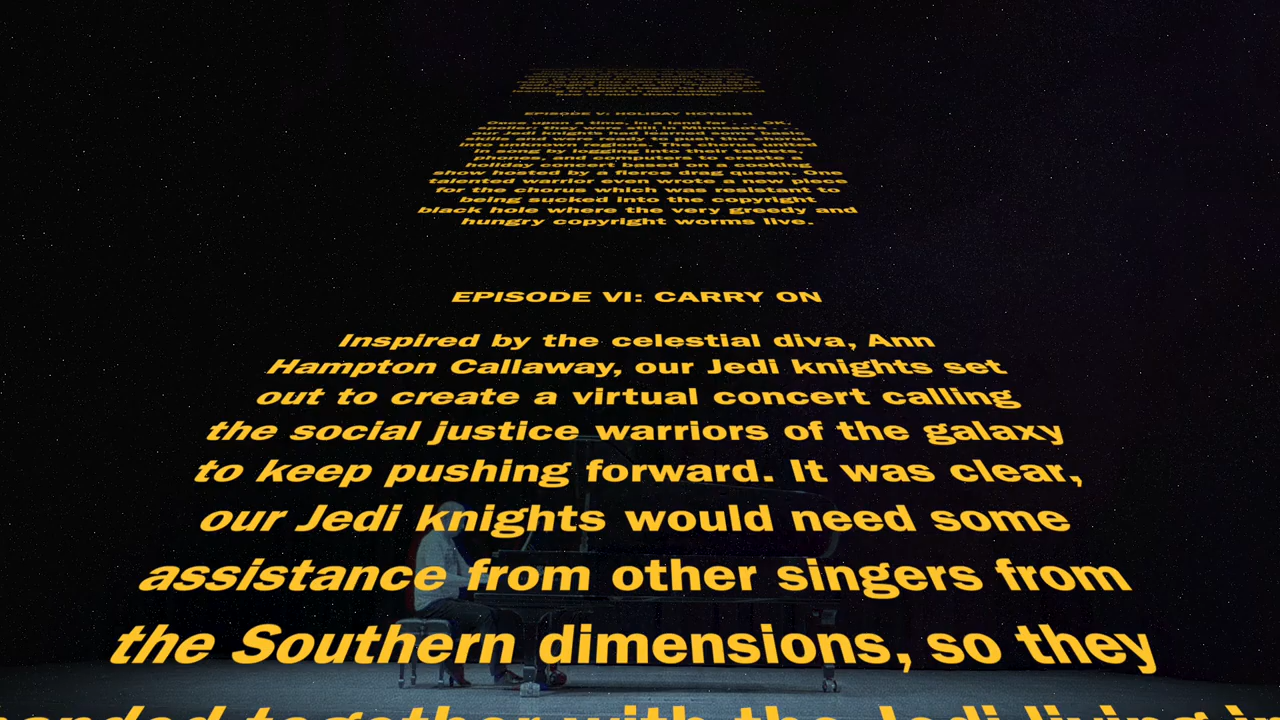 EPISODE V: HOLIDAY HOTDISH
Once upon a time, in a land far . . . OK,
spoiler! they were still in Minnesota . . .
our Jedi knights had learned some basic
skills and were ready to push the chorus
into unknown regions. The chorus united
in song by logging into their tablets,
phones, and computers to create a
holiday concert based on a cooking
show hosted by a fierce drag queen. One
talented warrior even wrote a new piece
for the chorus which was resistant to
being sucked into the copyright
black hole where the very greedy and
hungry copyright worms live.
EPISODE VI: CARRY ON
Inspired by the celestial diva, Ann
Hampton Callaway, our Jedi knights set
out to create a virtual concert calling
the social justice warriors of the galaxy
to keep pushing forward. It was clear,
our Jedi knights would need some
assistance from other singers from
the Southern dimensions, so they
together with the Jedi living in